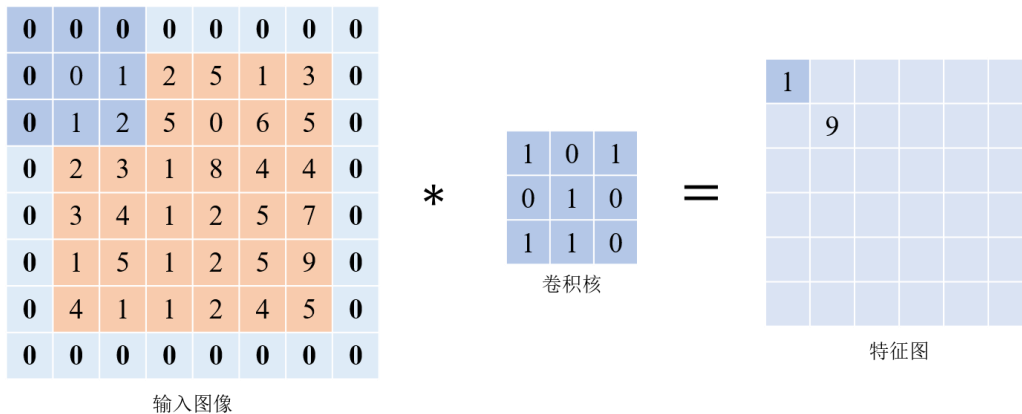 0 0 0 0 0 0 0 0
0 0 1 2 5 1 3 0
0 1 2 5 0 6 5 0
0 2 3 1 8 4 4 0
0 3 4 1 2 5 7 0
0 1 5 1 2 5 9 0
0 4 1 1 2 4 5 0
0 0 0 0 0 0 0 0
输入图像
*
1 0 1
0 1 0
1 1 0
卷积核
=
1
9
特征图